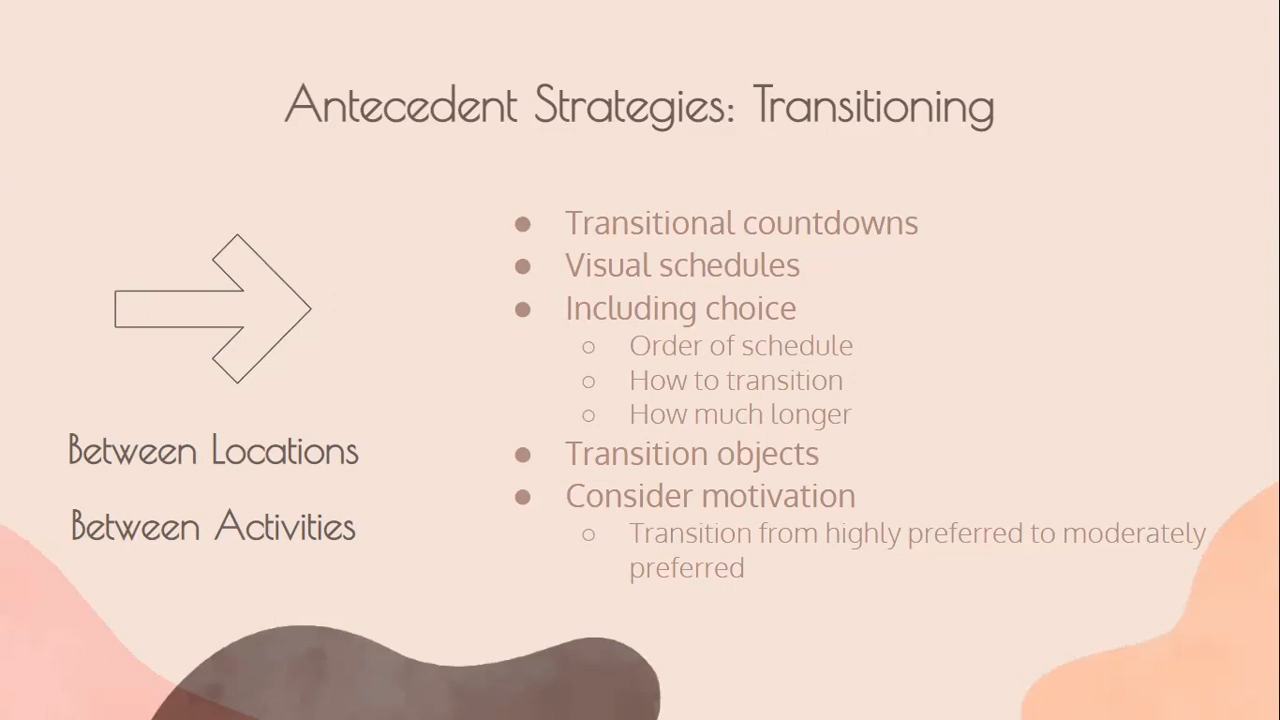 Antecedent Strategies: Transitioning
Between Locations
Between Activities
● Transitional countdowns
● Visual schedules
● Including choice
○ Order of schedule
○ How to transition
○ How much longer
● Transition objects
● Consider motivation
○ Transition from highly preferred to moderately
preferred